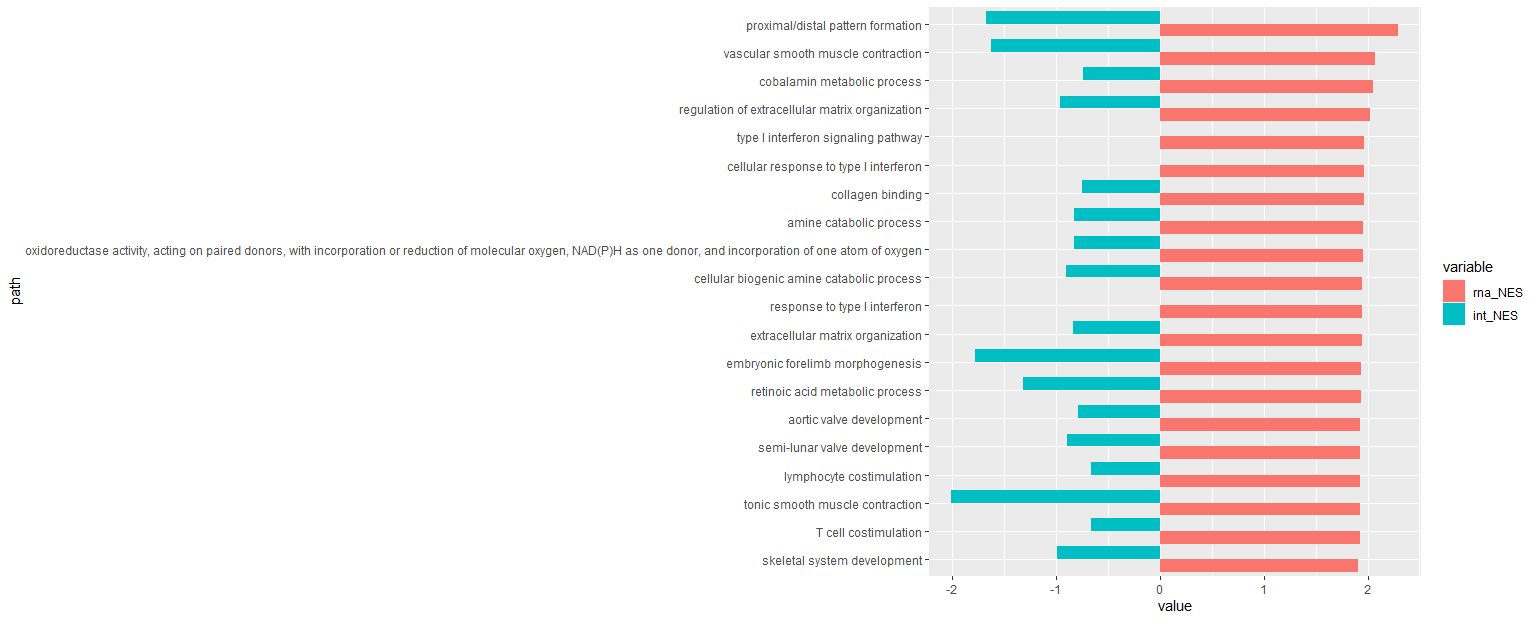 proximal/distal pattern formation
vascular smooth muscle contraction
cobalamin metabolic process
regulation of extracellular matrix organization
type I interferon signaling pathway
cellular response to type I interferon
collagen binding
amine catabolic process
oxidoreductase activity, acting on paired donors, with incorporation or reduction of molecular oxygen, NAD(P)H as one donor, and incorporation of one atom of oxygen
cellular biogenic amine catabolic process
response to type I interferon
extracellular matrix organization
embryonic forelimb morphogenesis
retinoic acid metabolic process
aortic valve development
semi-lunar valve development
lymphocyte costimulation
tonic smooth muscle contraction
T cell costimulation
skeletal system development
path
-2 -1 0 1 2
value
variable
rna_NES
int_NES